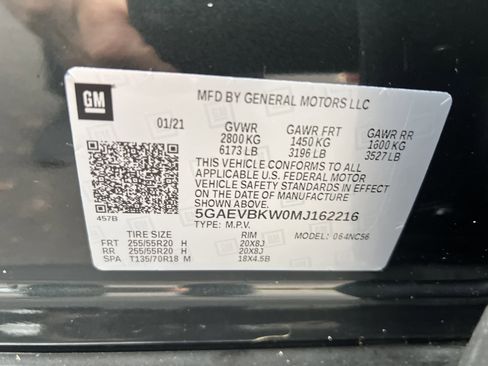 GM
MFD BY GENERAL MOTORS LLC
01/21 GVWR GAWR FRT GAWR RR
2800 KG 1450 KG 1600 KG
6173 LB 3196 LB 3527 LB
THIS VEHICLE CONFORMS TO ALL
APPLICABLE U.S. FEDERAL MOTOR
VEHICLE SAFETY STANDARDS IN EFFECT
ON THE DATE OF MANUFACTURE
SHOWN ABOVE.
457B 5GAEVBKW0MJ162216
TYPE: M.P.V. MODEL: 064NC56
TIRE SIZE RIM
FRT 255/55R20 H 20X8J
RR 255/55R20 H 20X8J
SPA T135/70R18 M 18X4.5B